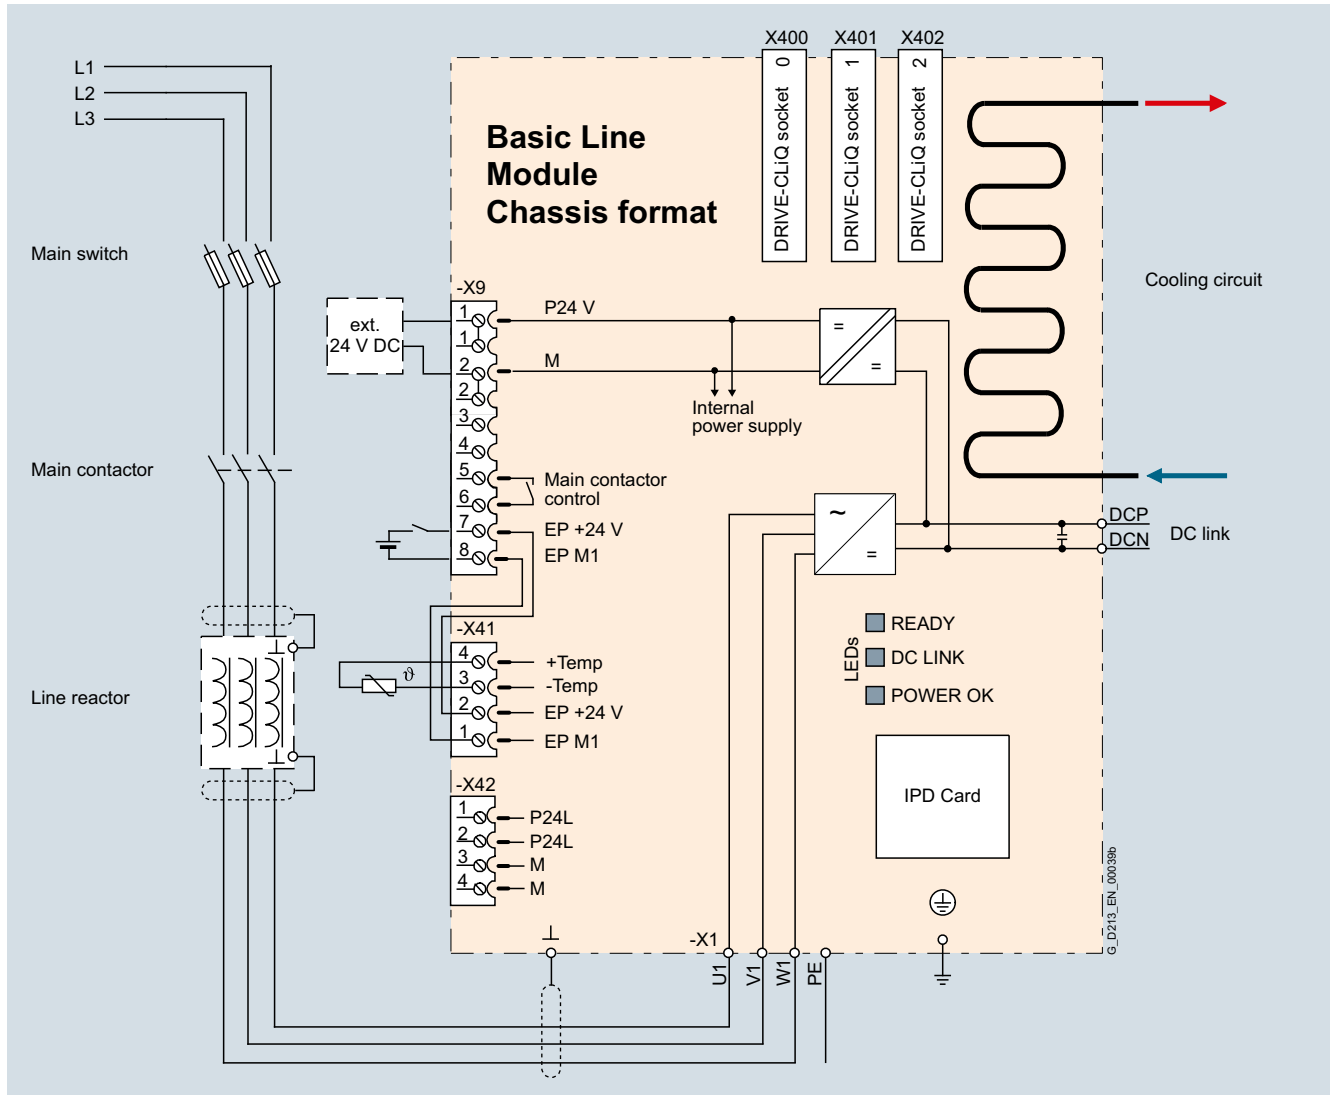 X400 X401 X402
L1
L2
L3
DRIVE-CLiQ socket 0
DRIVE-CLiQ socket 1
DRIVE-CLiQ socket 2
Basic Line
Module
Chassis format
Main switch
Cooling circuit
-X9
ext.
24 V DC
1 P24 V
1
2 M
2
3
4
5
6
7 EP +24 V
8 EP M1
=
=
Internal
power supply
Main contactor
Main contactor
control
~
=
DCP
DCN
DC link
LEDs
READY
DC LINK
POWER OK
-X41
4 +Temp
3 -Temp
2 EP +24 V
1 EP M1
ϑ
Line reactor
-X42
1 P24L
2 P24L
3 M
4 M
IPD Card
G_D213_EN_00039b
-X1
U1
V1
W1
PE